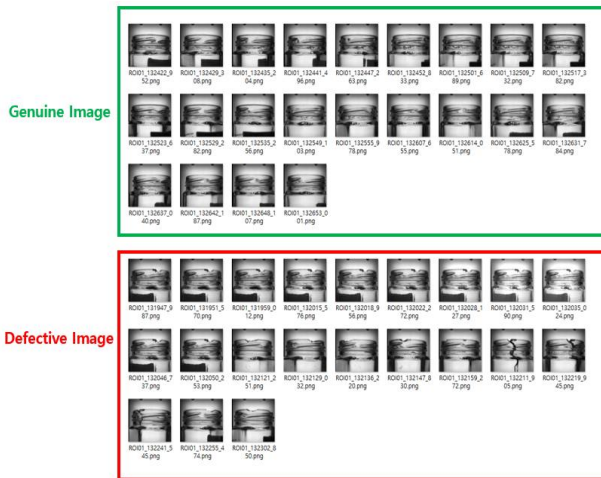 Genuine Image
ROI01_132422_9 ROI01_132429_3 ROI01_132435_2 ROI01_132441_4 ROI01_132447_2 ROI01_132452_8 ROI01_132501_6 ROI01_132509_7 ROI01_132517_3
52.png 08.png 04.png 96.png 63.png 33.png 89.png 32.png 82.png
ROI01_132523_6 ROI01_132529_2 ROI01_132535_2 ROI01_132549_1 ROI01_132555_9 ROI01_132607_6 ROI01_132614_0 ROI01_132625_5 ROI01_132631_7
37.png 82.png 56.png 03.png 78.png 55.png 51.png 78.png 84.png
ROI01_132637_0 ROI01_132642_1 ROI01_132648_1 ROI01_132653_0
40.png 87.png 07.png 01.png
Defective Image
ROI01_131947_9 ROI01_131951_5 ROI01_131959_0 ROI01_132015_5 ROI01_132018_9 ROI01_132022_2 ROI01_132028_1 ROI01_132031_5 ROI01_132035_0
87.png 70.png 12.png 76.png 56.png 72.png 27.png 90.png 24.png
ROI01_132046_7 ROI01_132050_2 ROI01_132121_2 ROI01_132129_0 ROI01_132136_2 ROI01_132147_8 ROI01_132159_2 ROI01_132211_9 ROI01_132219_9
37.png 53.png 51.png 32.png 20.png 30.png 72.png 05.png 45.png
ROI01_132241_5 ROI01_132255_4 ROI01_132302_8
45.png 74.png 50.png